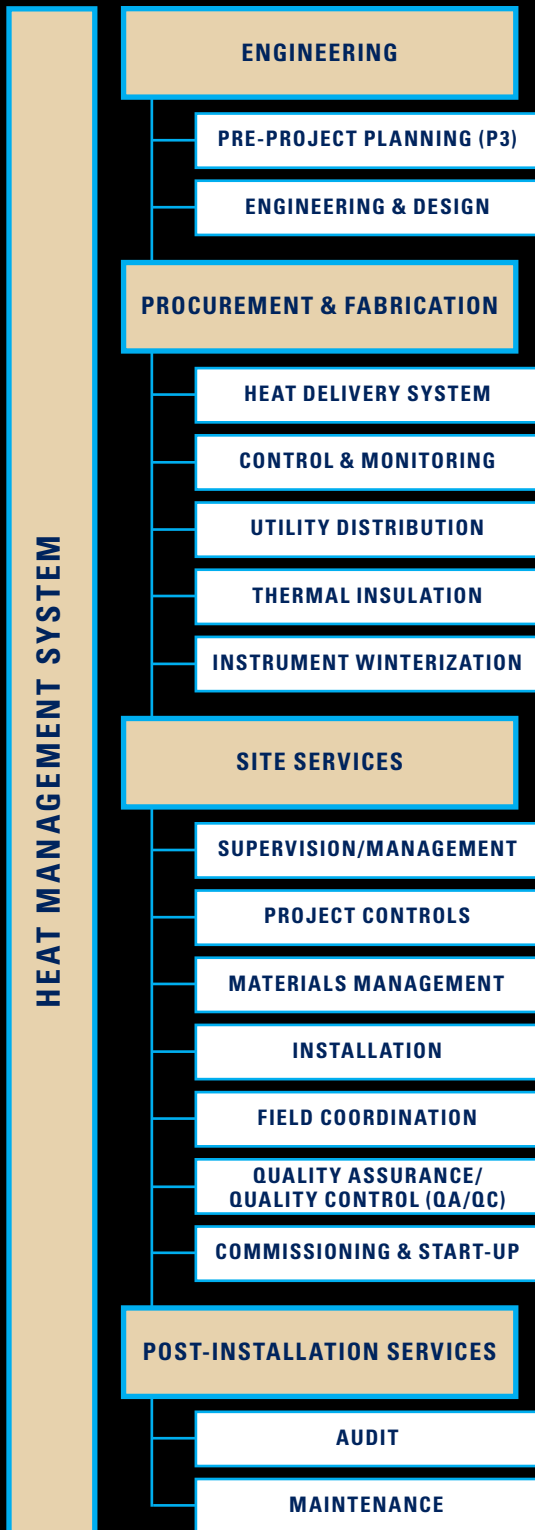 HEAT MANAGEMENT SYSTEM
ENGINEERING
PRE-PROJECT PLANNING (P3)
ENGINEERING & DESIGN
PROCUREMENT & FABRICATION
HEAT DELIVERY SYSTEM
CONTROL & MONITORING
UTILITY DISTRIBUTION
THERMAL INSULATION
INSTRUMENT WINTERIZATION
SITE SERVICES
SUPERVISION/MANAGEMENT
PROJECT CONTROLS
MATERIALS MANAGEMENT
INSTALLATION
FIELD COORDINATION
QUALITY ASSURANCE/
QUALITY CONTROL (QA/QC)
COMMISSIONING & START-UP
POST-INSTALLATION SERVICES
AUDIT
MAINTENANCE